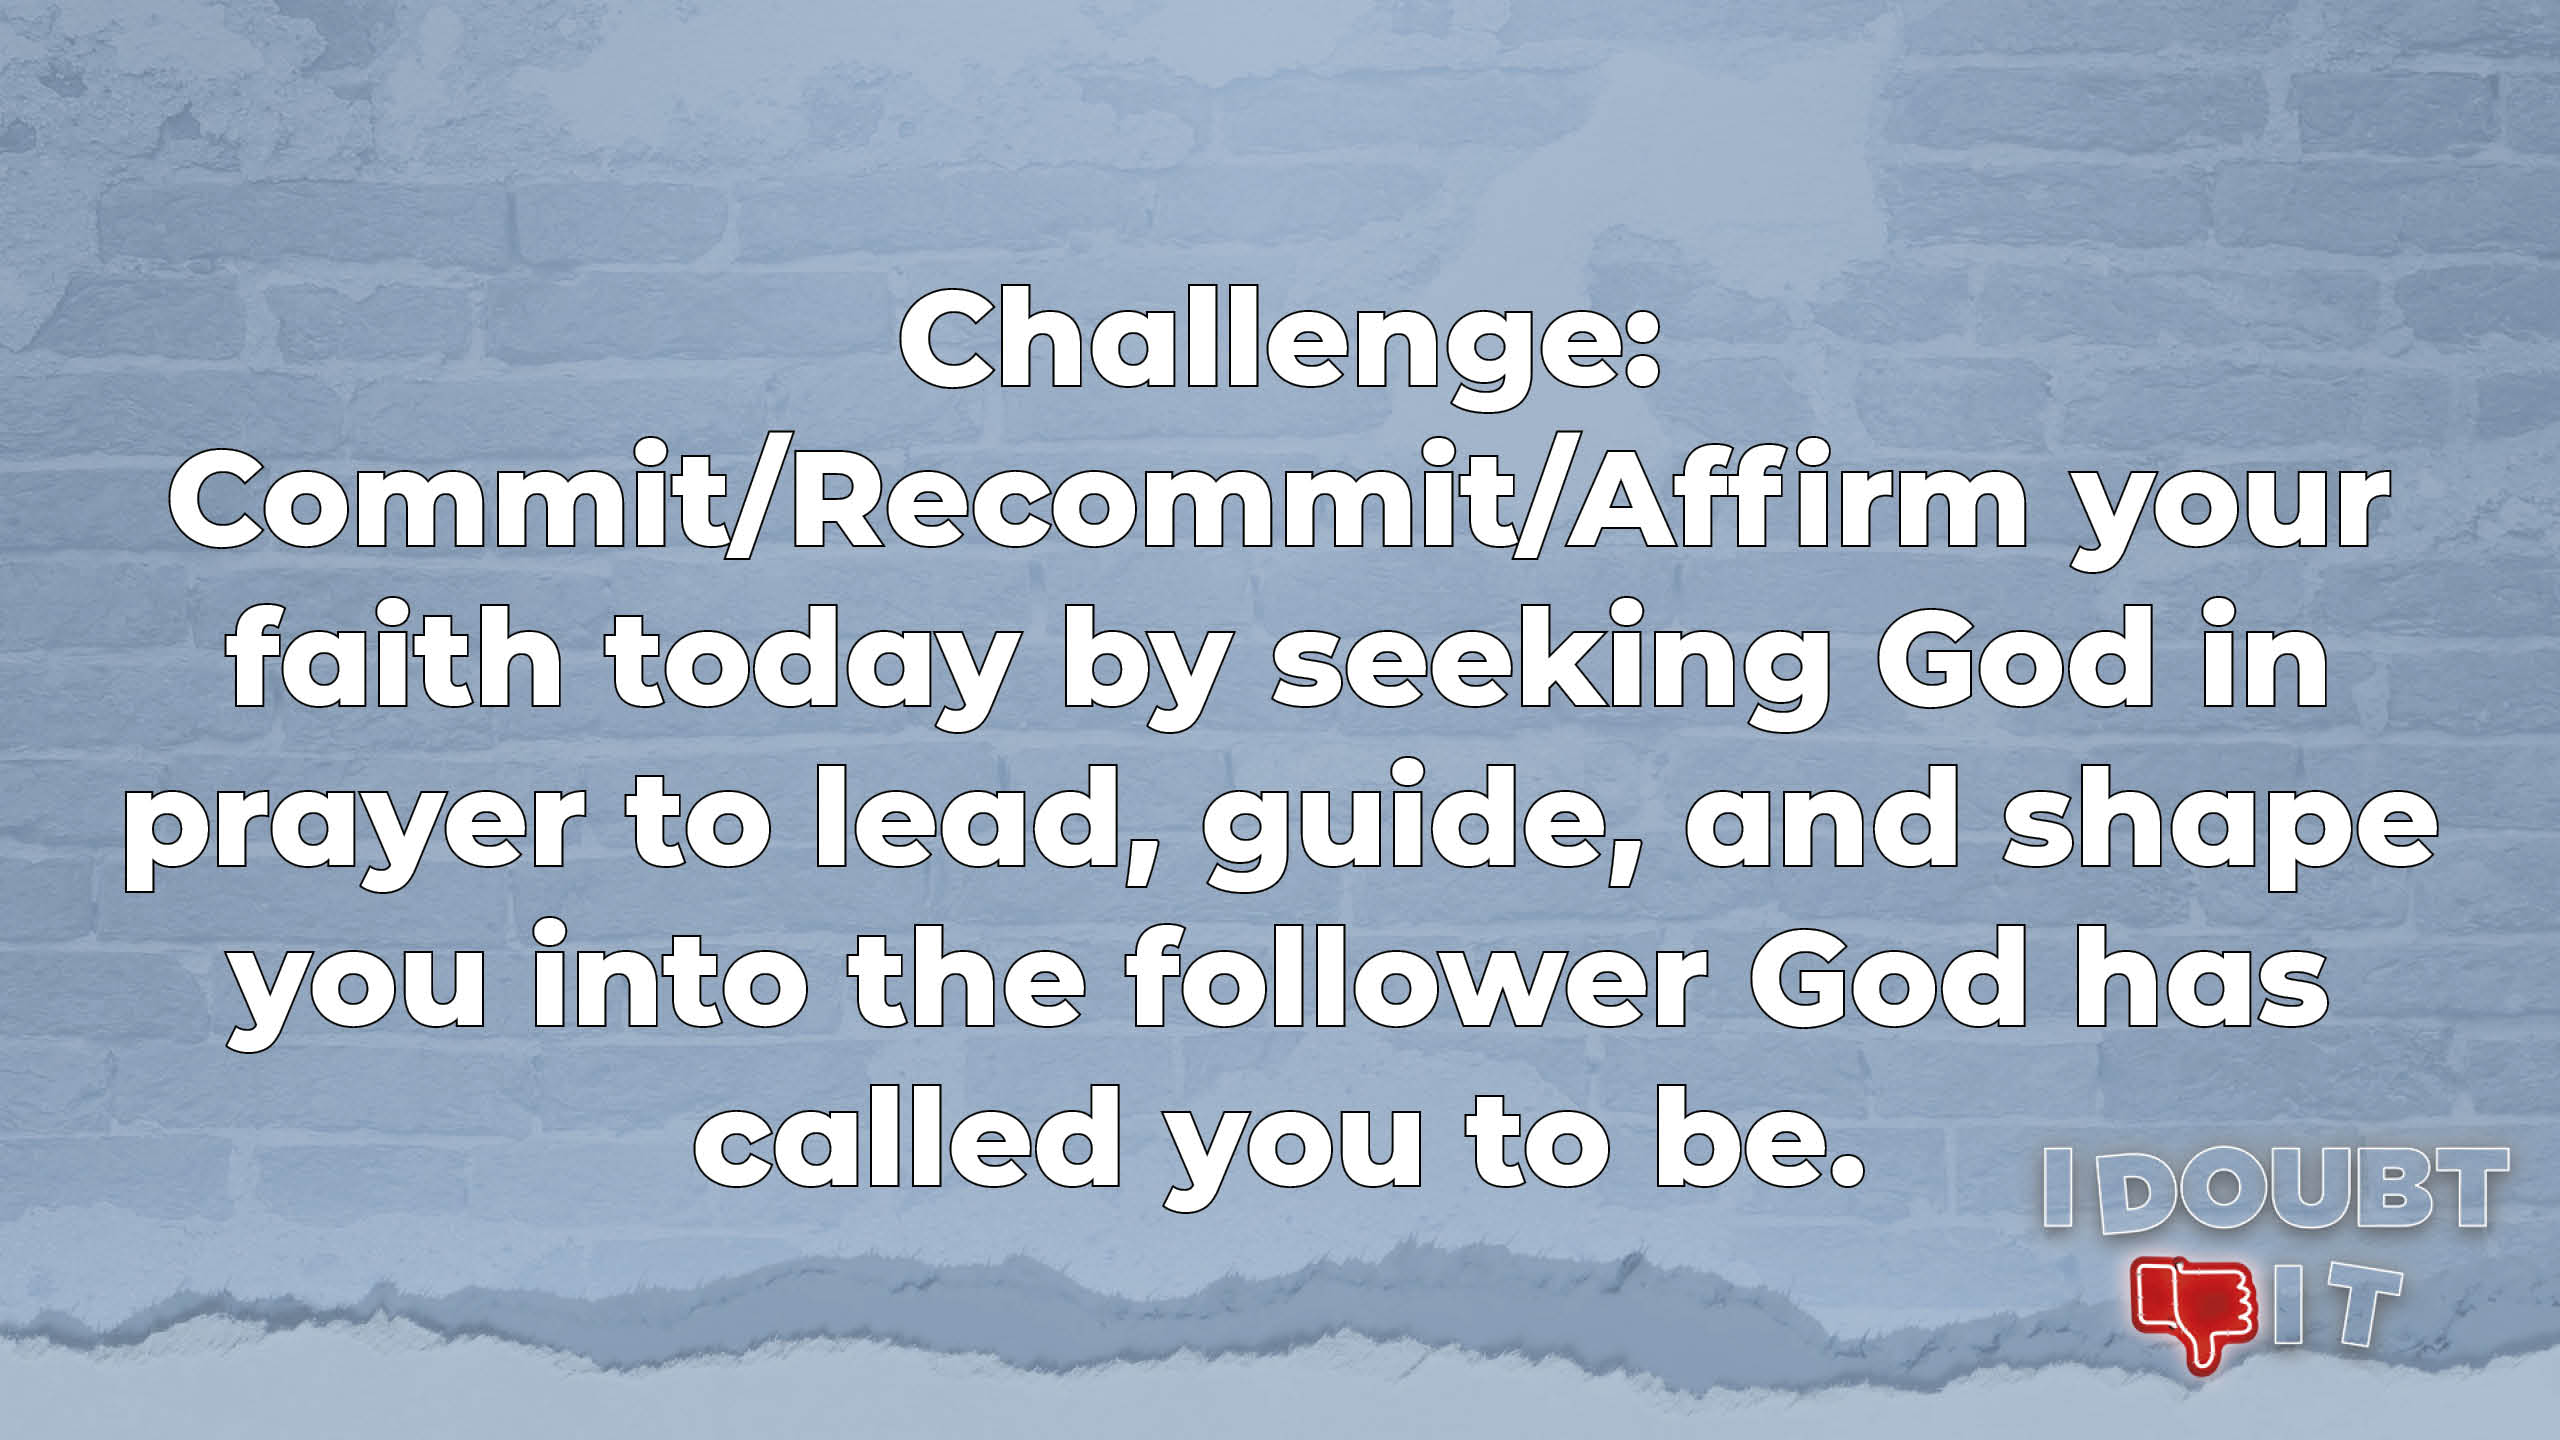 Challenge:
Commit/Recommit/Affirm your
faith today by seeking God in
prayer to lead, guide, and shape
you into the follower God has
called you to be.
I DOUBT
IT